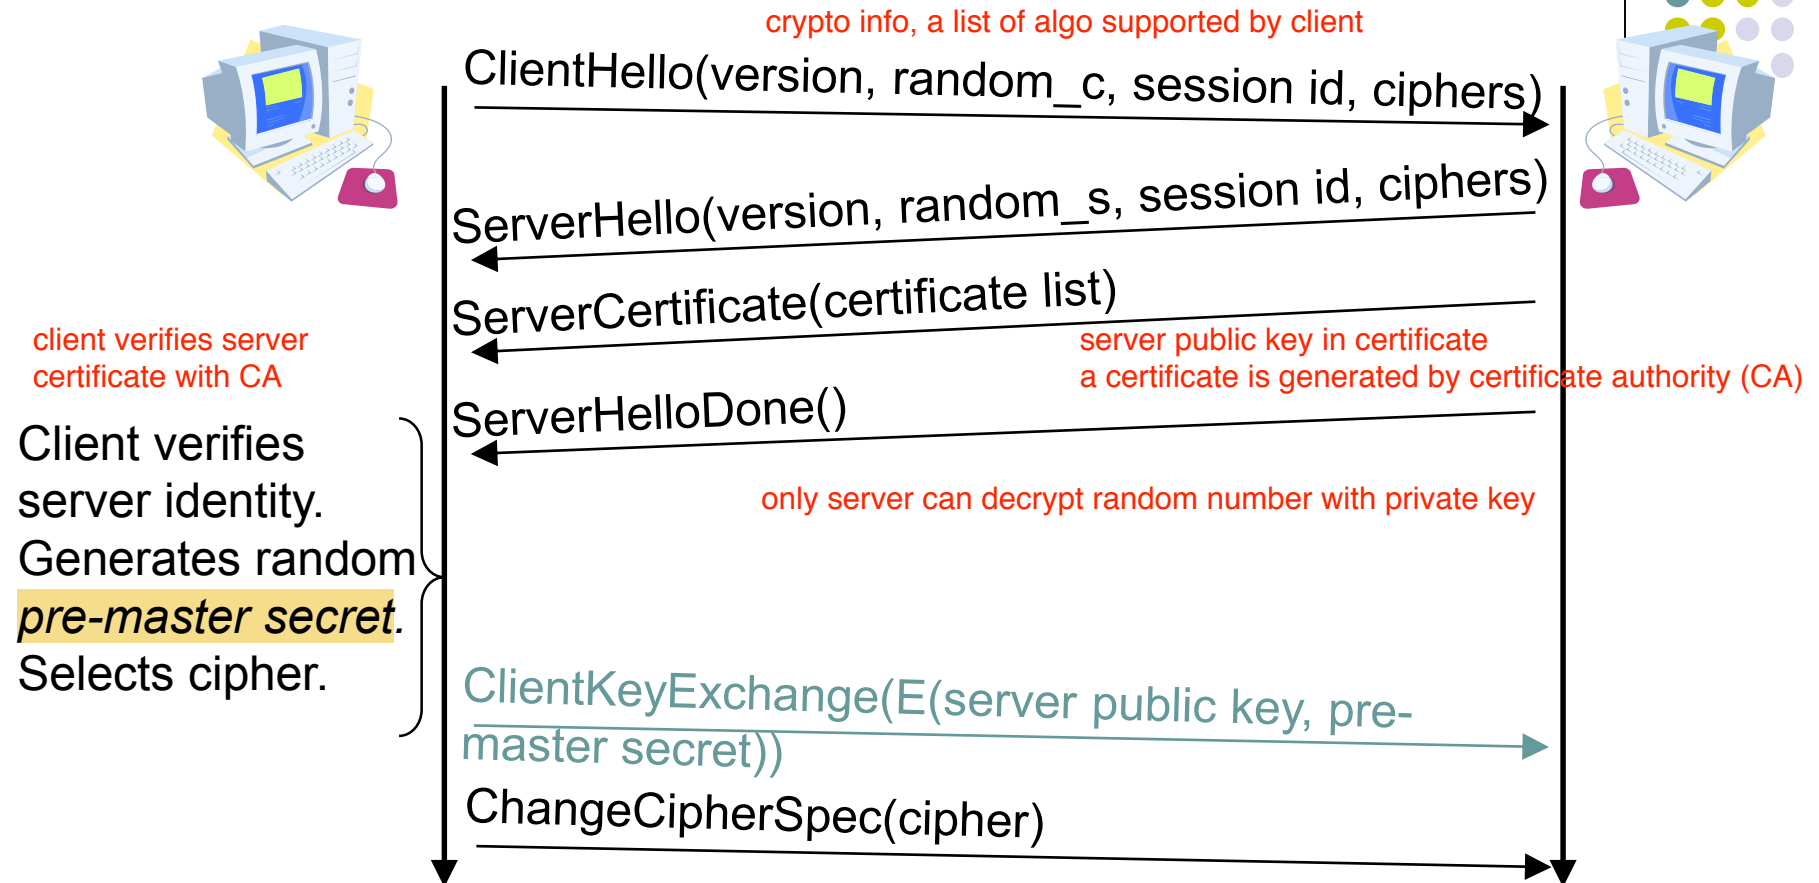 crypto info, a list of algo supported by client
ClientHello(version, random_c, session id, ciphers)
ServerHello(version, random_s, session id, ciphers)
ServerCertificate(certificate list)
client verifies server
certificate with CA
server public key in certificate
a certificate is generated by certificate authority (CA)
ServerHelloDone()
Client verifies
server identity.
Generates random
pre-master secret.
Selects cipher.
only server can decrypt random number with private key
ClientKeyExchange(E(server public key, pre-
master secret))
ChangeCipherSpec(cipher)